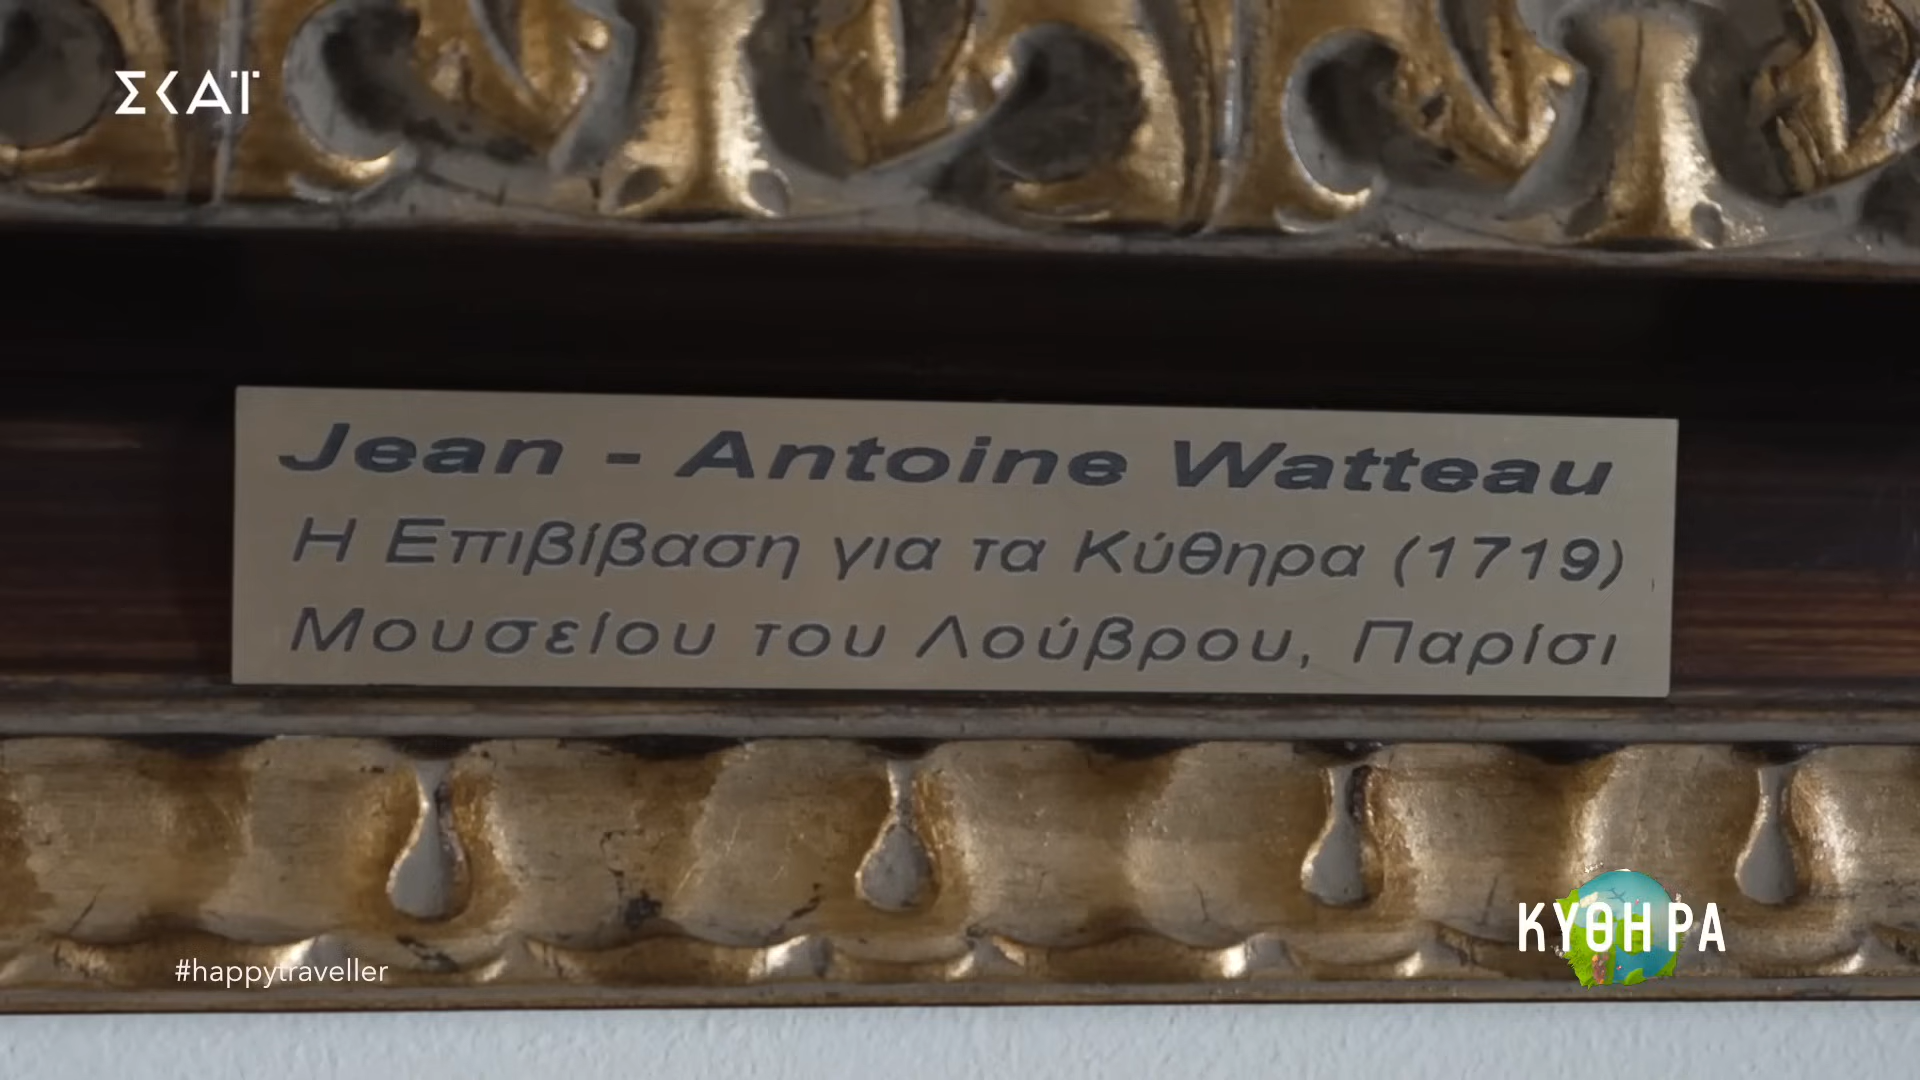 ΣΚΑΪ
Jean - Antoine Watteau
Η Επιβίβαση για τα Κύθηρα (1719)
Μουσείου του Λούβρου, Παρίσι
ΚΥΘΗΡΑ
#happytraveller